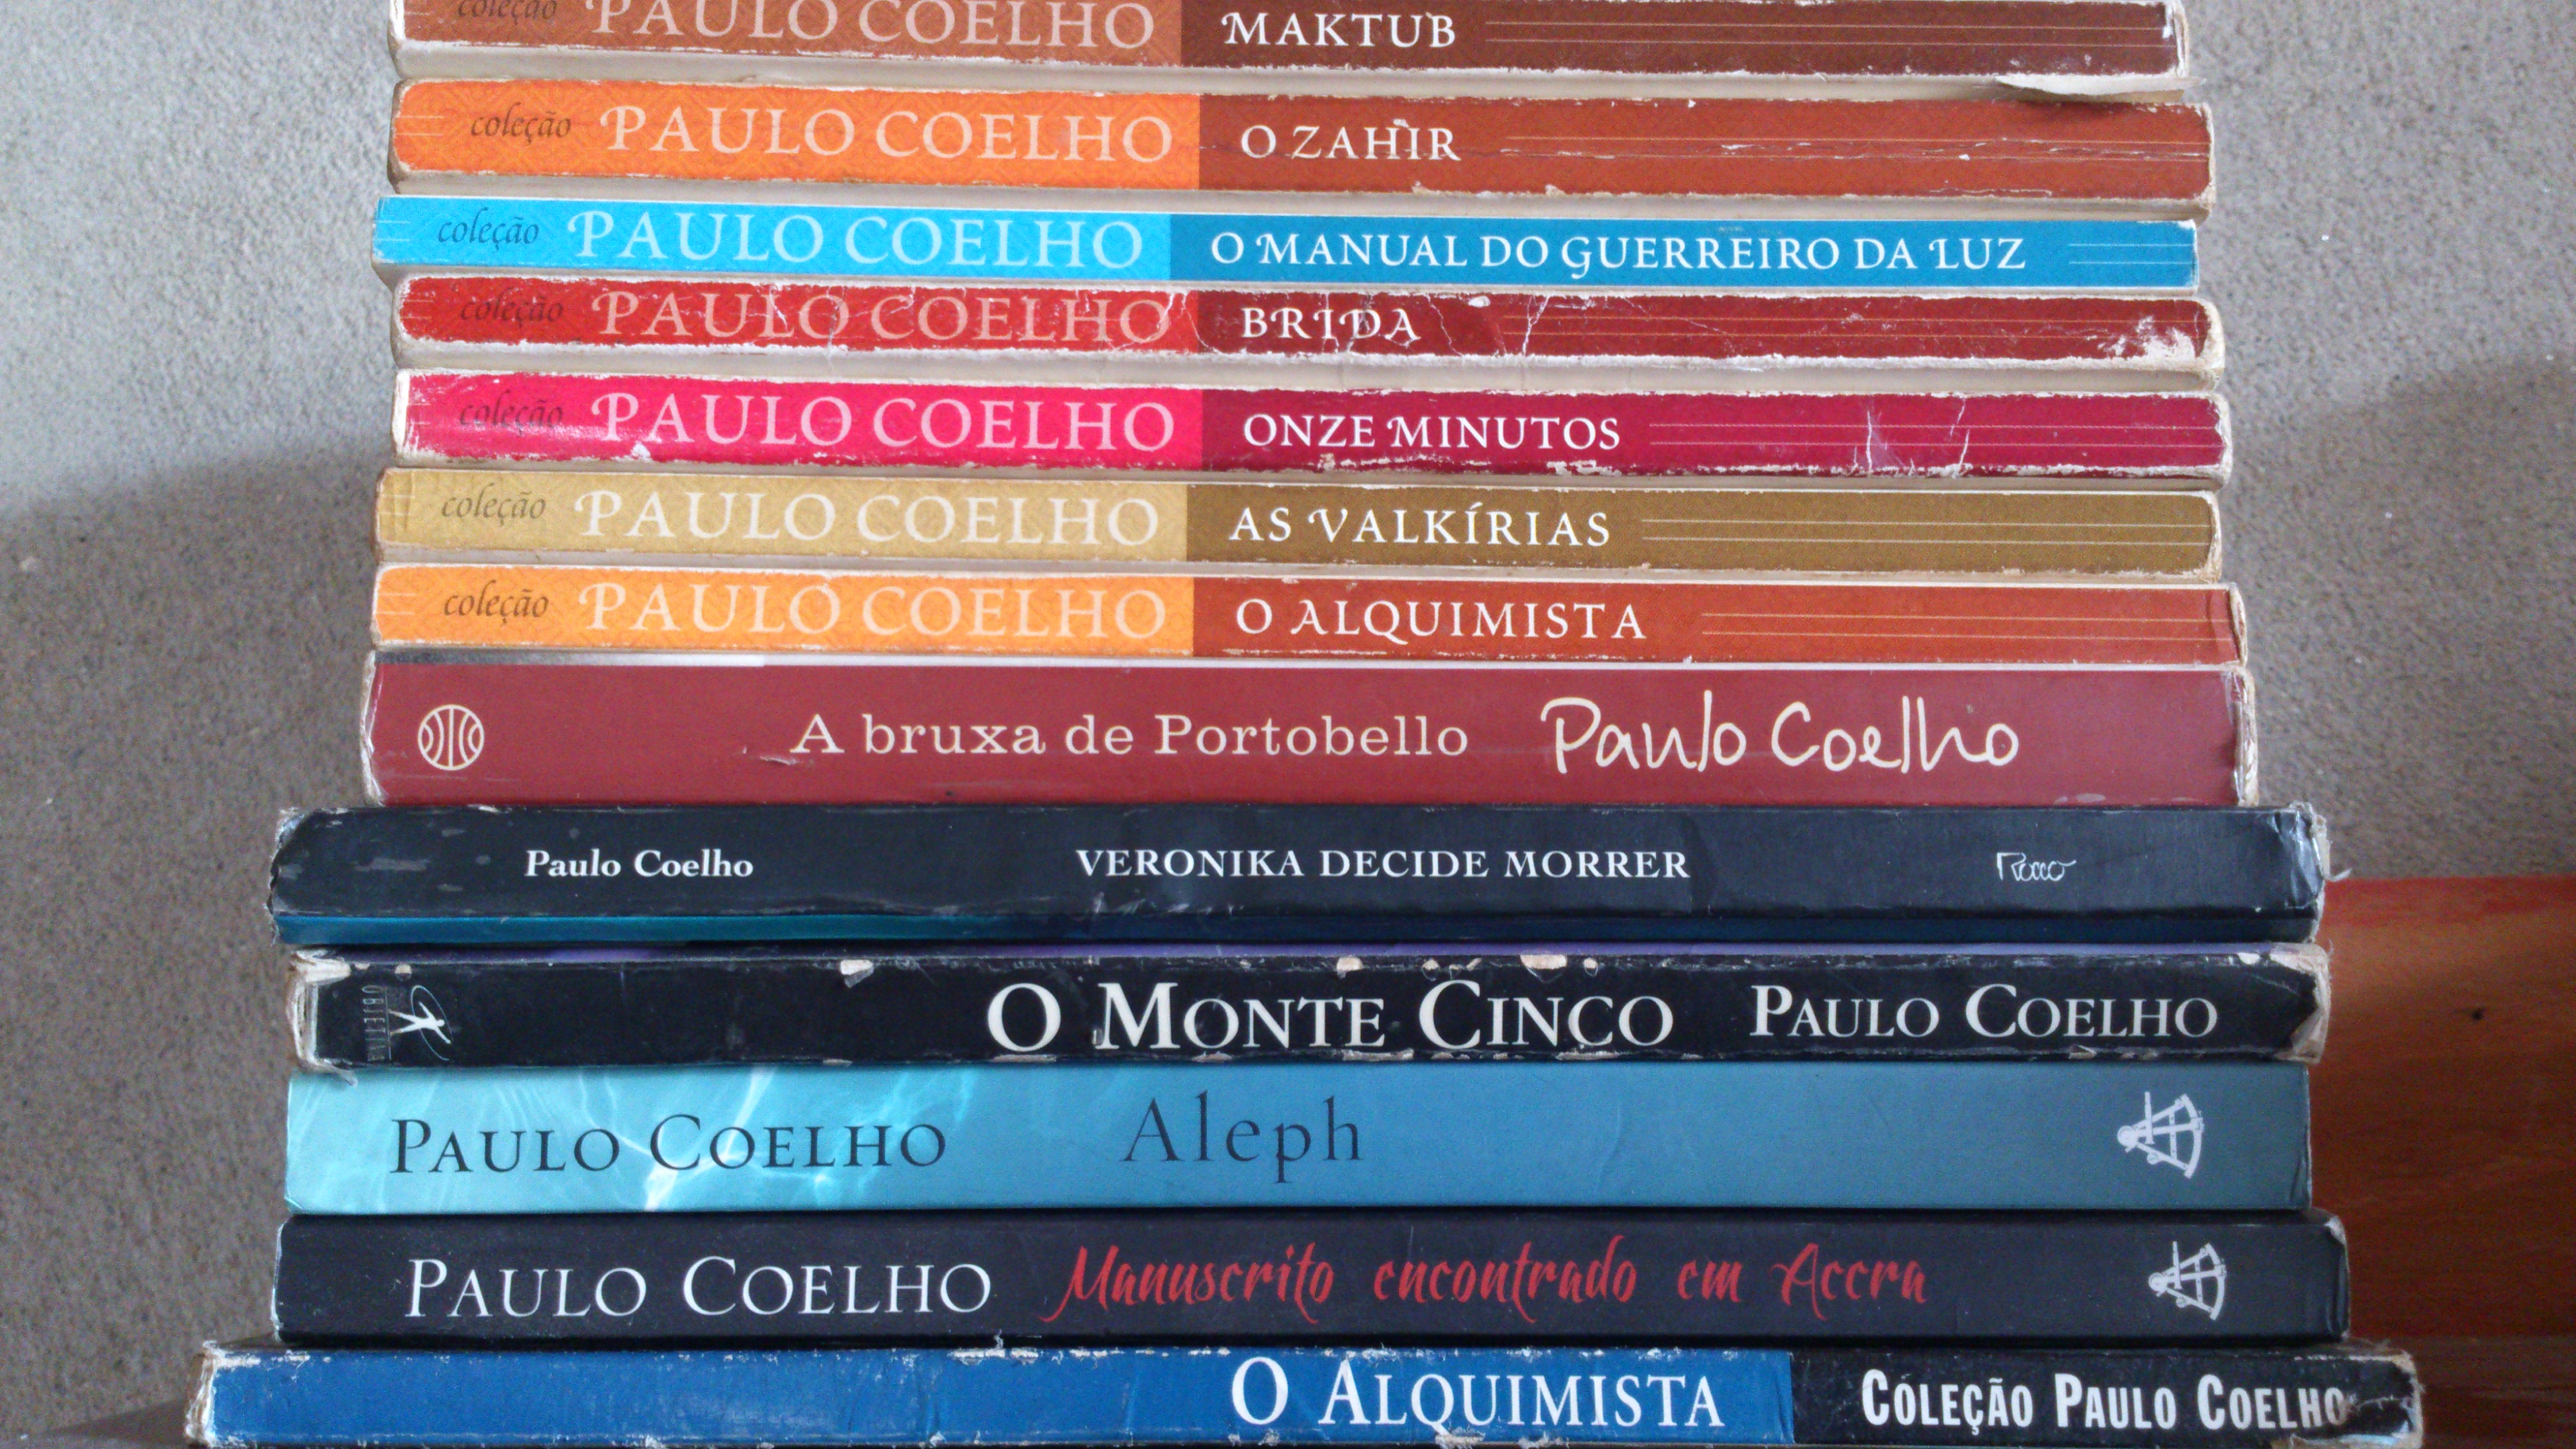 coleção PAULO COELHO MAKTUB
coleção PAULO COELHO O ZAHIR
coleção PAULO COELHO O MANUAL DO GUERREIRO DA LUZ
coleção PAULO COELHO BRIDA
coleção PAULO COELHO ONZE MINUTOS
coleção PAULO COELHO AS VALKÍRIAS
coleção PAULO COELHO O ALQUIMISTA
A bruxa de Portobello Paulo Coelho
Paulo Coelho VERONIKA DECIDE MORRER Rocco
OBJETIVA O MONTE CINCO PAULO COELHO
PAULO COELHO Aleph
PAULO COELHO Manuscrito encontrado em Accra
O ALQUIMISTA COLEÇÃO PAULO COELHO